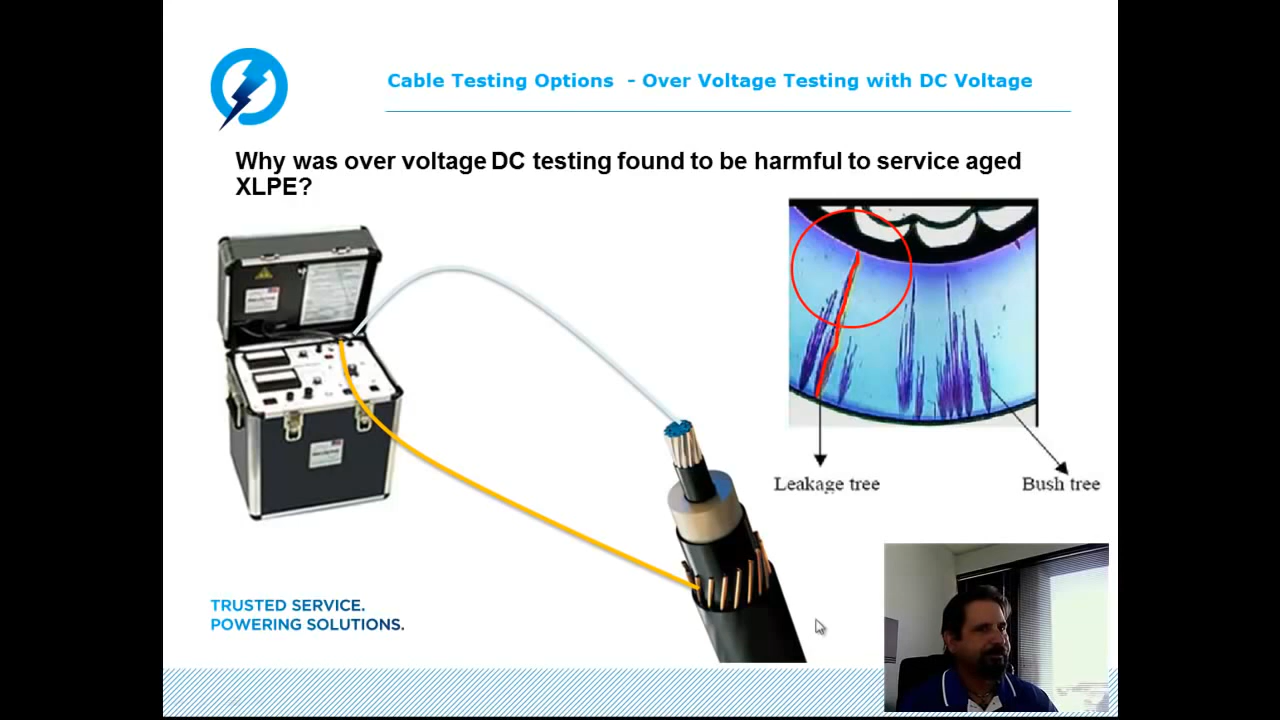 Cable Testing Options - Over Voltage Testing with DC Voltage
Why was over voltage DC testing found to be harmful to service aged
XLPE?
Leakage tree
Bush tree
TRUSTED SERVICE.
POWERING SOLUTIONS.